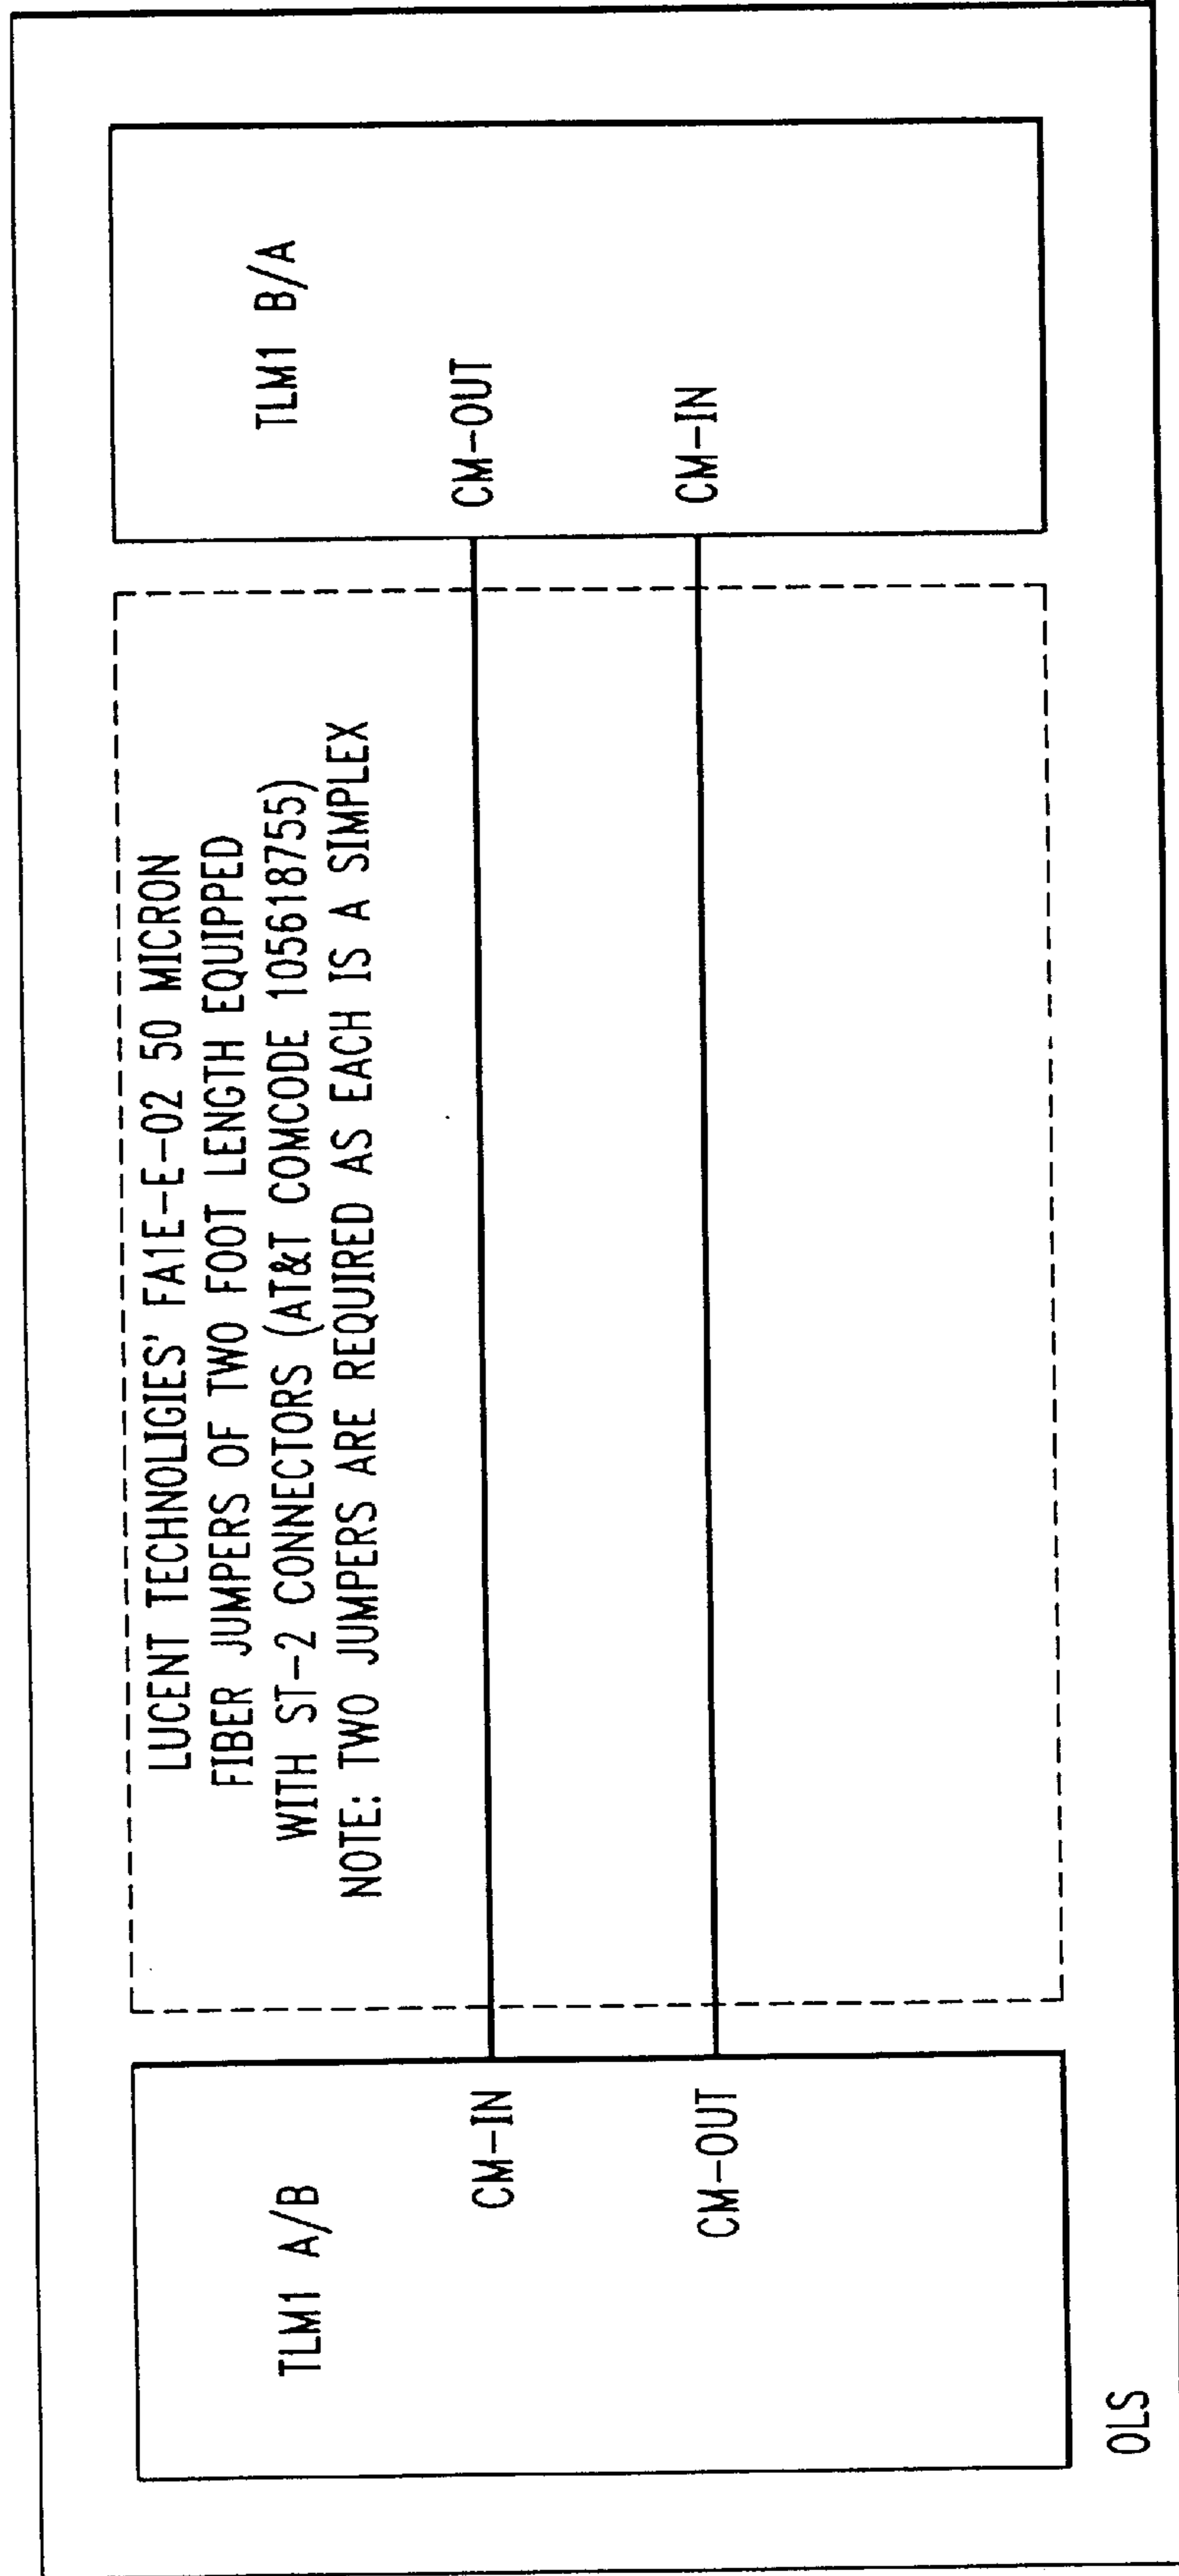 LUCENT TECHNOLIGIES' FA1E-E-02 50 MICRON
FIBER JUMPERS OF TWO FOOT LENGTH EQUIPPED
WITH ST-2 CONNECTORS (AT&T COMCODE 105618755)
NOTE: TWO JUMPERS ARE REQUIRED AS EACH IS A SIMPLEX
TLM1 A/B
CM-IN
CM-OUT
TLM1 B/A
CM-OUT
CM-IN
OLS